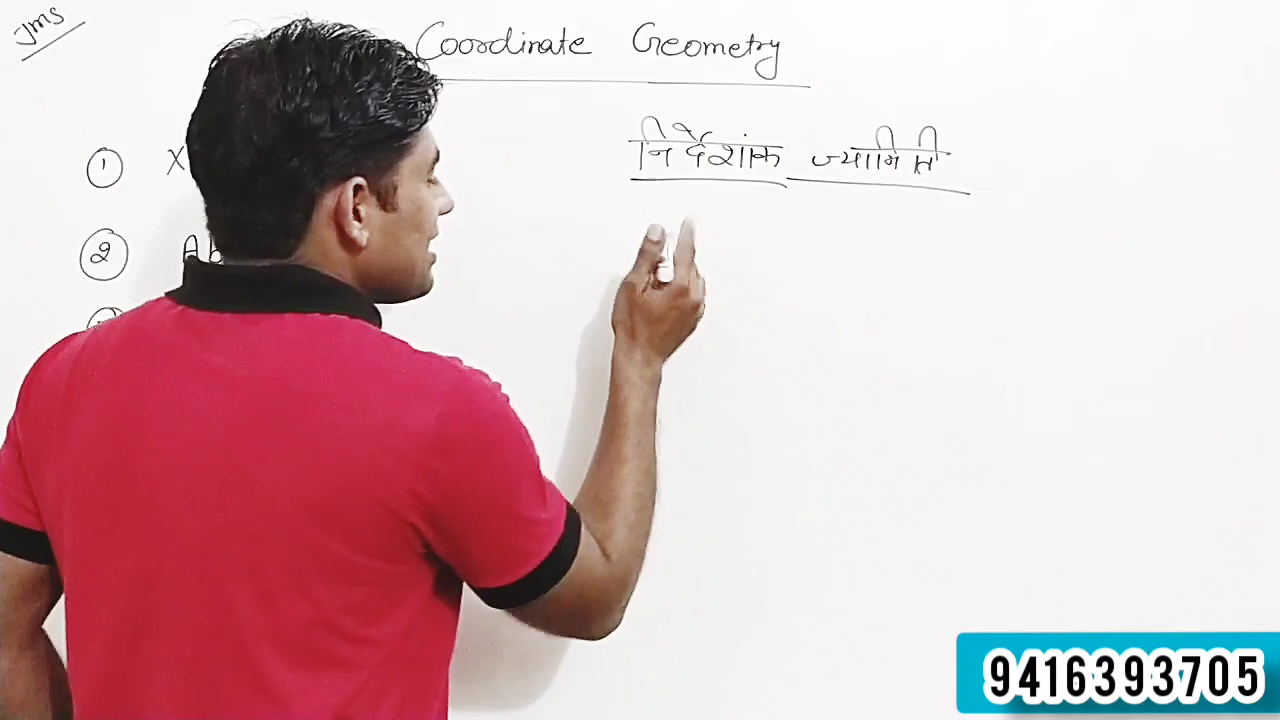 JMS
Coordinate Geometry
निर्देशांक ज्यामिति
1 X
2 Ab
9416393705